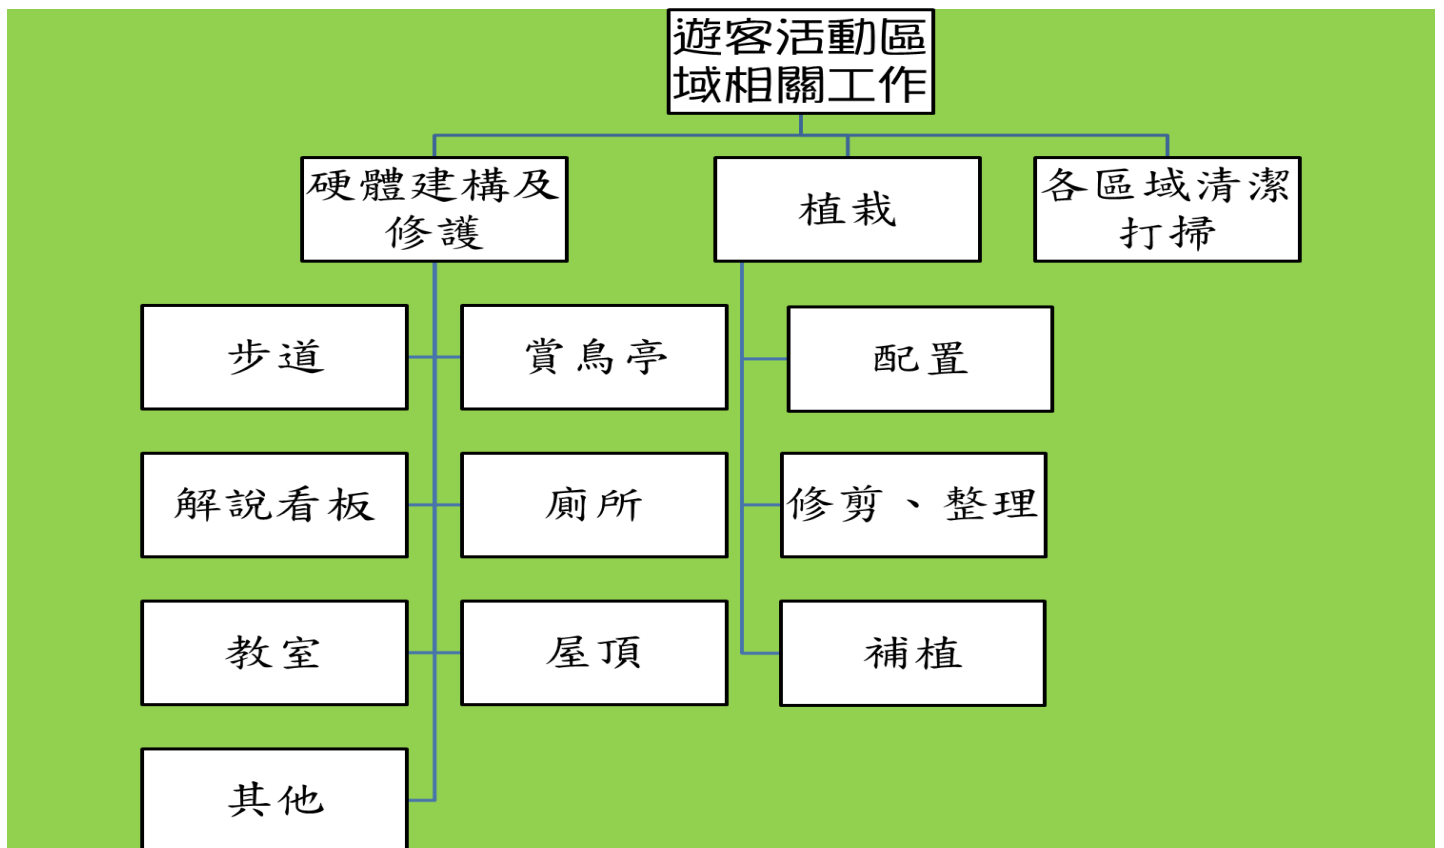 遊客活動區
域相關工作
硬體建構及
修護
植栽
各區域清潔
打掃
步道
賞鳥亭
配置
解說看板
廁所
修剪、整理
教室
屋頂
補植
其他